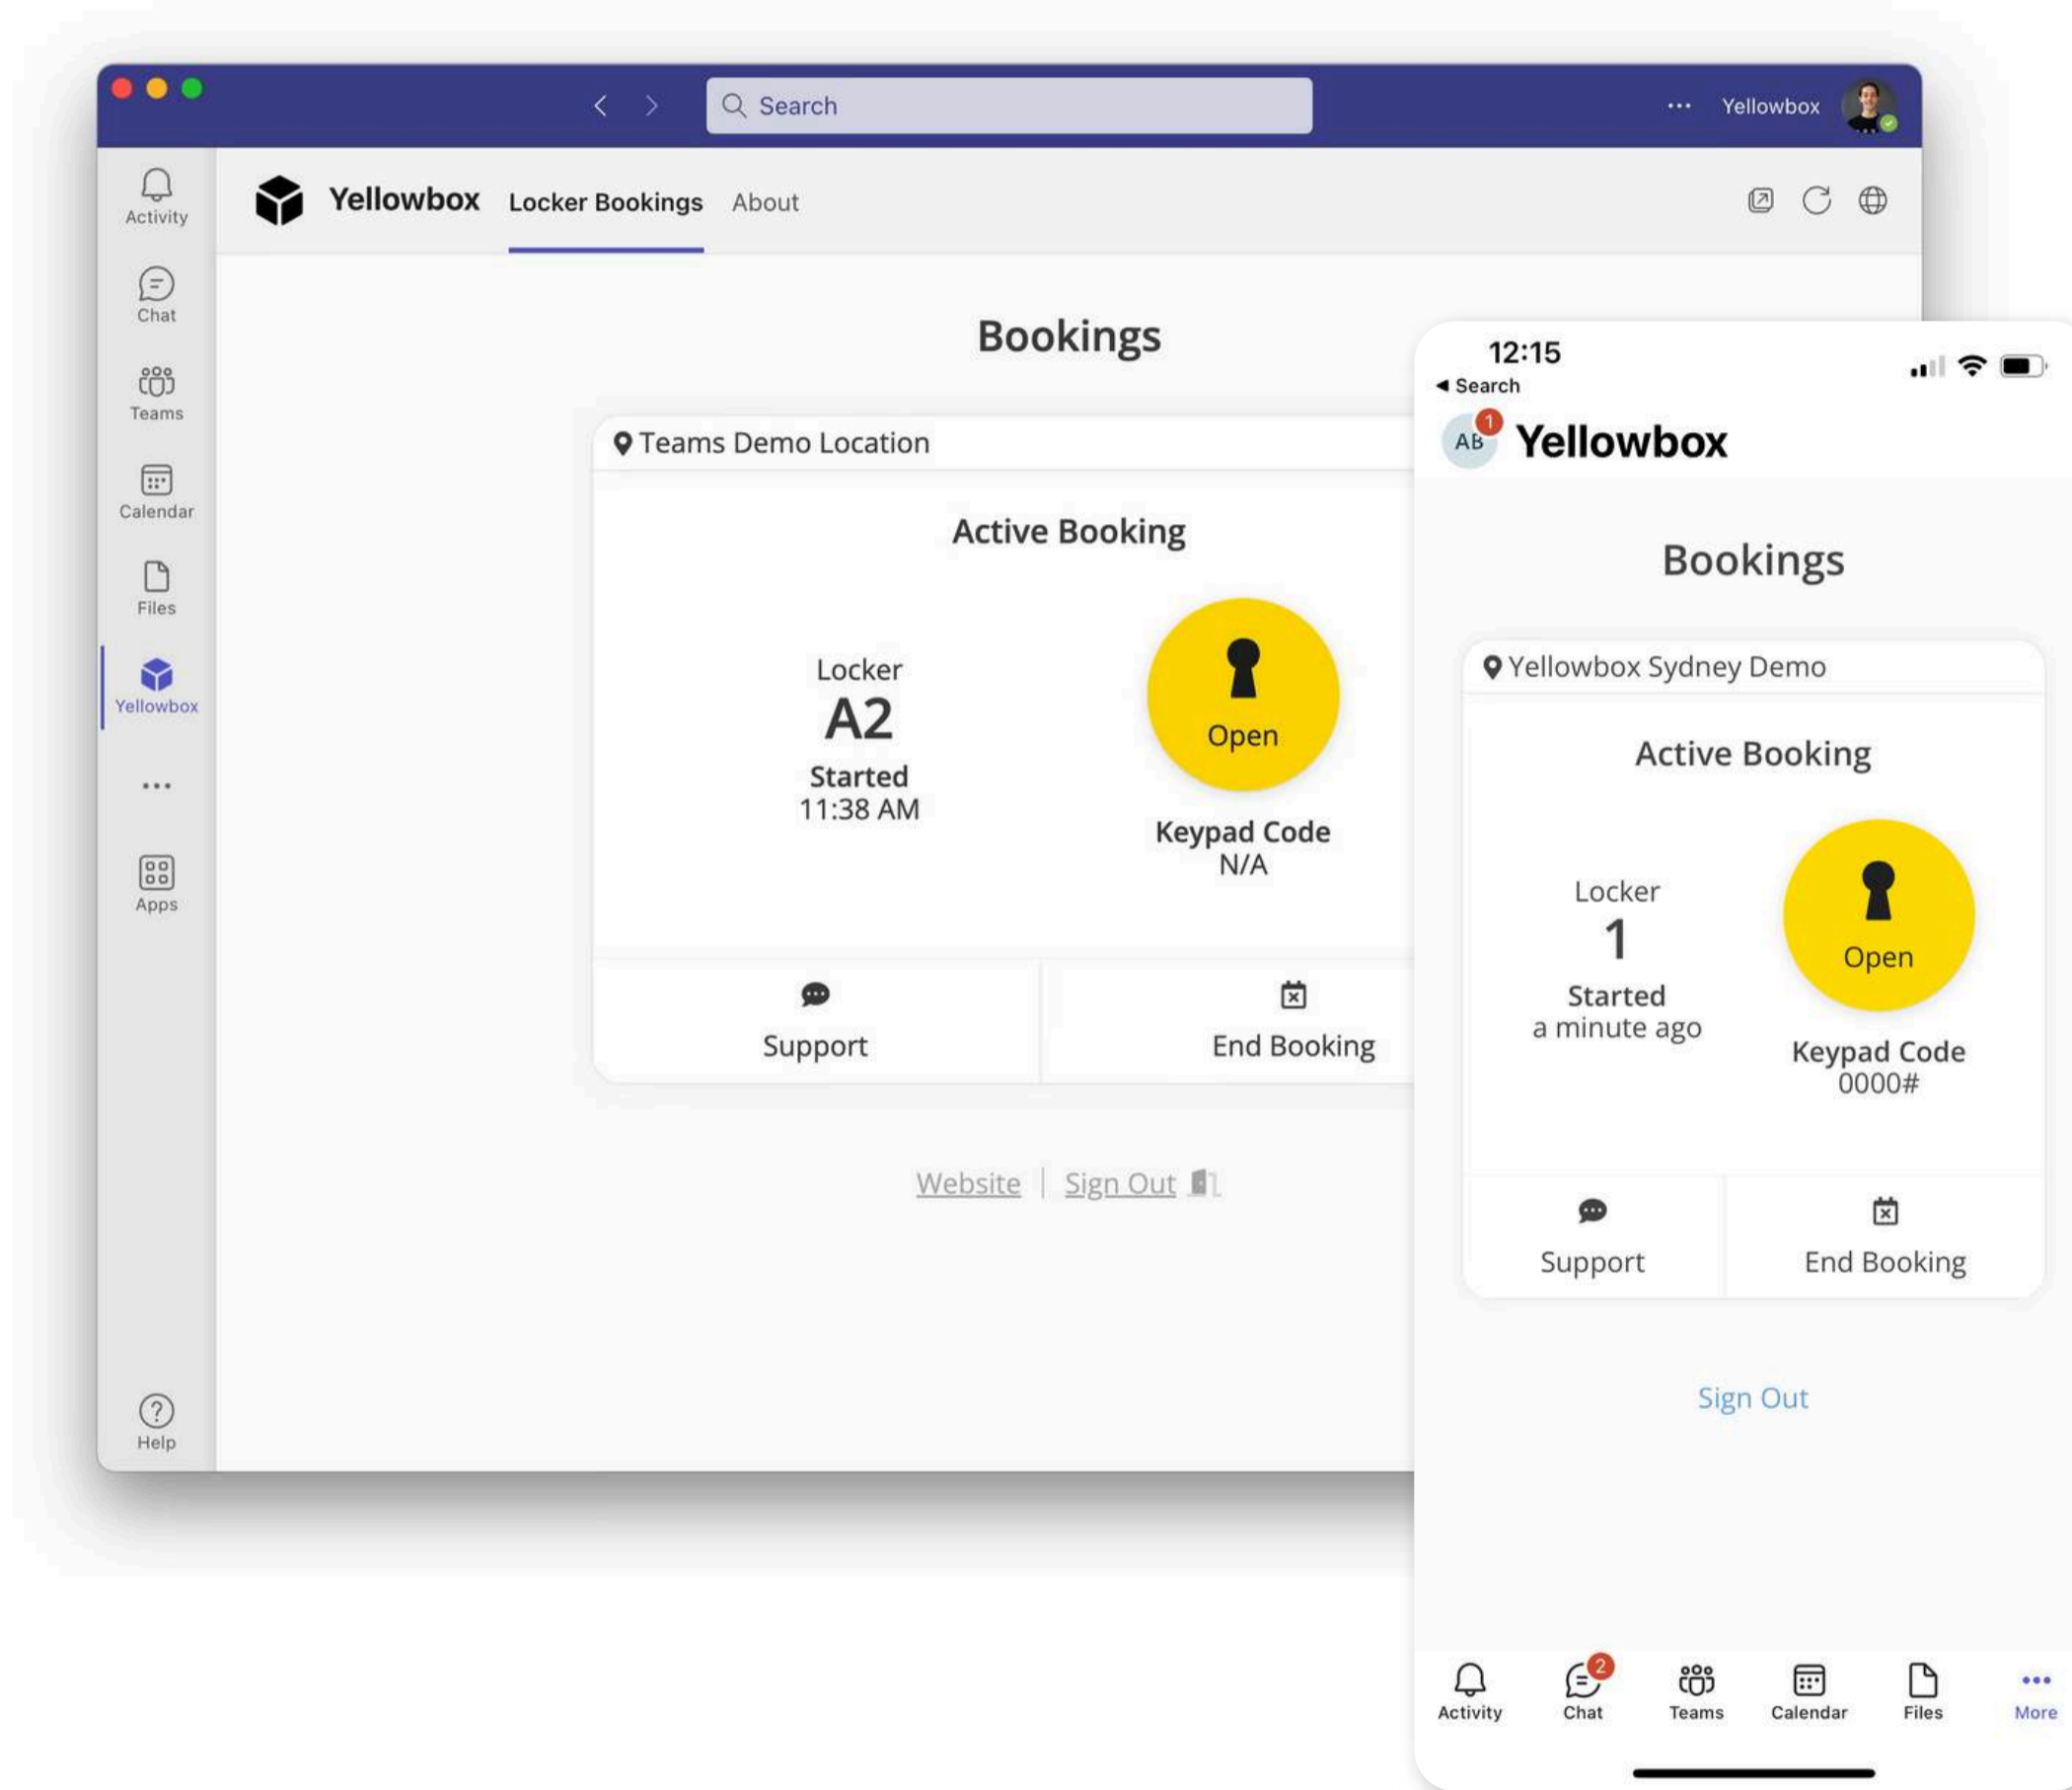 Search
Yellowbox
Activity
Chat
Teams
Calendar
Files
Yellowbox
Apps
Help
Yellowbox Locker Bookings About
Bookings
Teams Demo Location
Active Booking
Locker
A2
Started
11:38 AM
Open
Keypad Code
N/A
Support
End Booking
Website | Sign Out
12:15
Search
AB 1 Yellowbox
Bookings
Yellowbox Sydney Demo
Active Booking
Locker
1
Started
a minute ago
Open
Keypad Code
0000#
Support
End Booking
Sign Out
2
Activity Chat Teams Calendar Files More